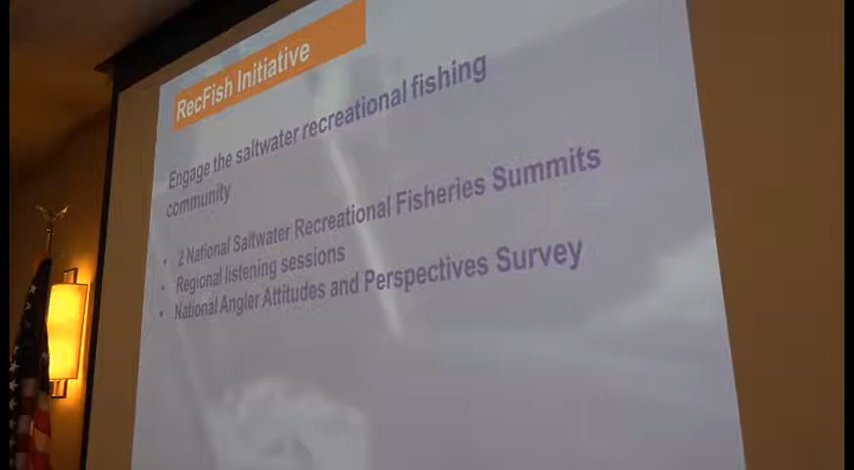 RecFish Initiative
Engage the saltwater recreational fishing
community
• 2 National Saltwater Recreational Fisheries Summits
• Regional listening sessions
• National Angler Attitudes and Perspectives Survey